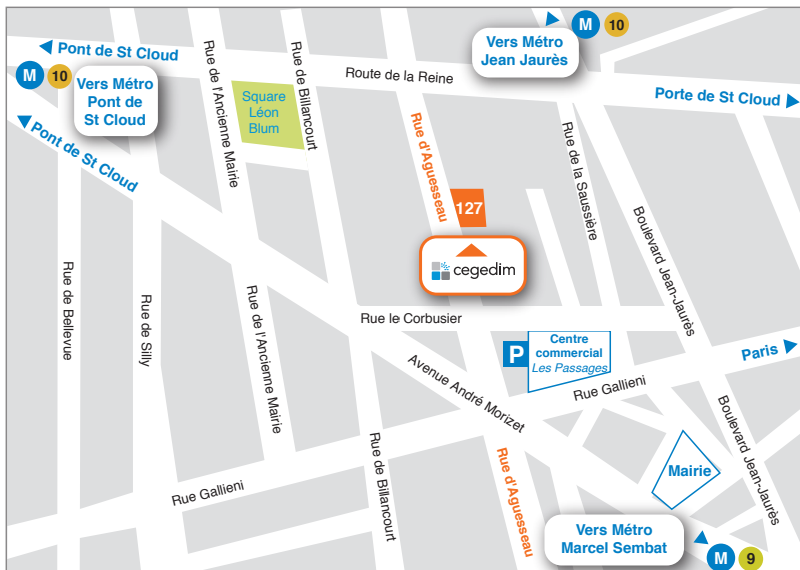 Pont de St Cloud
M 10
Vers Métro
Pont de
St Cloud
Pont de St Cloud
Rue de l'Ancienne Mairie
Square
Léon
Blum
Rue de Billancourt
Route de la Reine
Vers Métro
Jean Jaurès
M 10
Porte de St Cloud
Rue d'Aguesseau
127
cegedim
Rue de la Saussière
Boulevard Jean-Jaurès
Rue de Bellevue
Rue de Silly
Rue de l'Ancienne Mairie
Rue le Corbusier
P
Centre
commercial
Les Passages
Paris
Avenue André Morizet
Rue Gallieni
Boulevard Jean-Jaurès
Rue Gallieni
Rue de Billancourt
Rue d'Aguesseau
Mairie
Vers Métro
Marcel Sembat
M 9